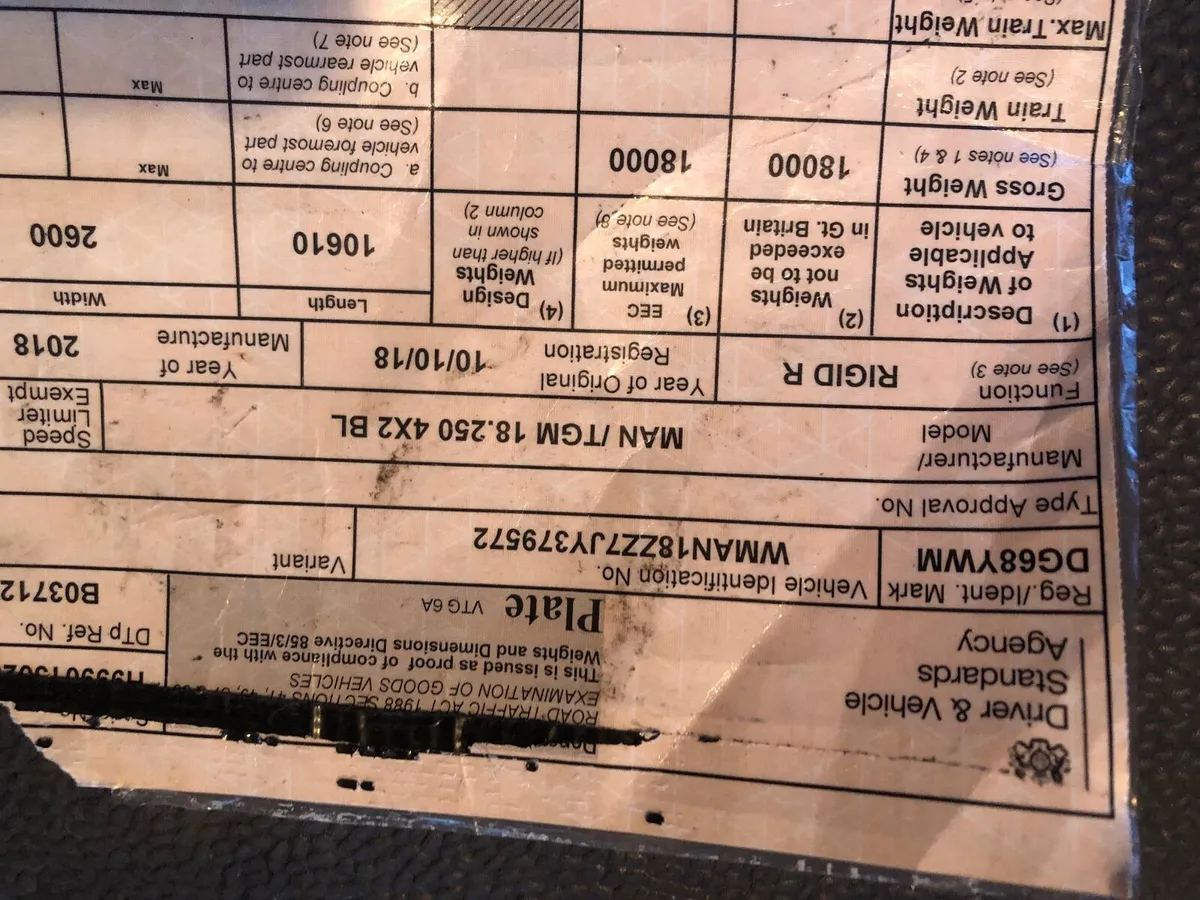 Driver & Vehicle
Standards
Agency
ROAD TRAFFIC ACT 1988 SECTIONS
EXAMINATION OF GOODS VEHICLES
This is issued as proof of compliance with the
Weights and Dimensions Directive 85/3/EEC
Plate VTG 6A
DTp Ref. No.
B03712
Reg./Ident. Mark
DG68YWM
Vehicle Identification No.
WMAN18ZZ7JY379572
Variant
Type Approval No.
Manufacturer/
Model
MAN /TGM 18.250 4X2 BL
Speed
Limiter
Exempt
Function
(See note 3)
RIGID R
Year of Original
Registration
10/10/18
Year of
Manufacture
2018
(1) Description
of Weights
Applicable
to vehicle
(2) Weights
not to be
exceeded
in Gt. Britain
(3) EEC
Maximum
permitted
weights
(See note 8)
(4) Design
Weights
(If higher than
shown in
column 2)
Length
10610
Width
2600
Gross Weight
(See notes 1 & 4)
18000
18000
a. Coupling centre to
vehicle foremost part
(See note 6)
Max
Train Weight
(See note 2)
b. Coupling centre to
vehicle rearmost part
(See note 7)
Max
Max. Train Weight